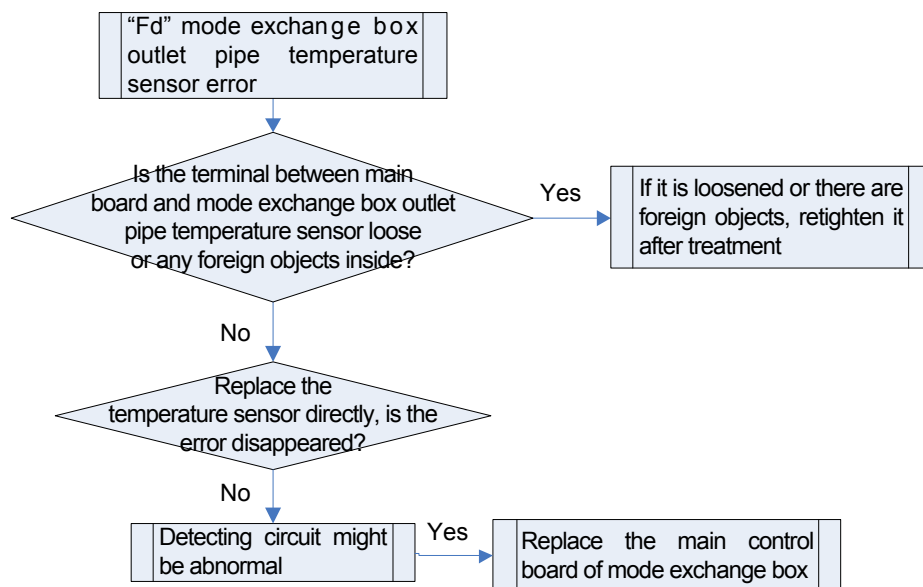 “Fd” mode exchange box
outlet pipe temperature
sensor error
Is the terminal between main
board and mode exchange box outlet
pipe temperature sensor loose
or any foreign objects inside?
Yes
If it is loosened or there are
foreign objects, retighten it
after treatment
No
Replace the
temperature sensor directly, is the
error disappeared?
No
Detecting circuit might
be abnormal
Yes
Replace the main control
board of mode exchange box